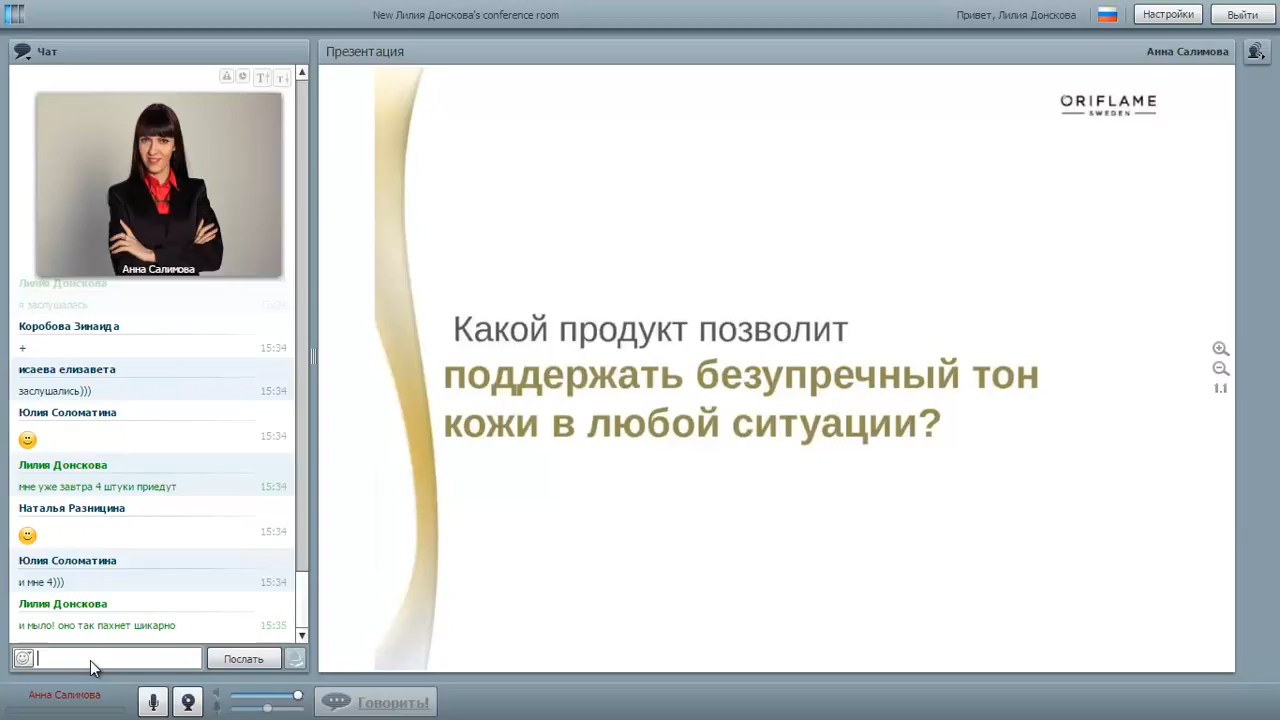 New Лилия Донскова's conference room
Привет, Лилия Донскова
Настройки
Выйти
Чат
Презентация
Анна Салимова
T T
Анна Салимова
Лилия Донскова
я заслушалась
Коробова Зинаида
+ 15:34
исаева елизавета
заслушались))) 15:34
Юлия Соломатина
15:34
Лилия Донскова
мне уже завтра 4 штуки приедут 15:34
Наталья Разницина
15:34
Юлия Соломатина
и мне 4))) 15:34
Лилия Донскова
и мыло! оно так пахнет шикарно 15:35
Послать
Анна Салимова
Говорить!
ORIFLAME
SWEDEN
Какой продукт позволит
поддержать безупречный тон
кожи в любой ситуации?
1.1